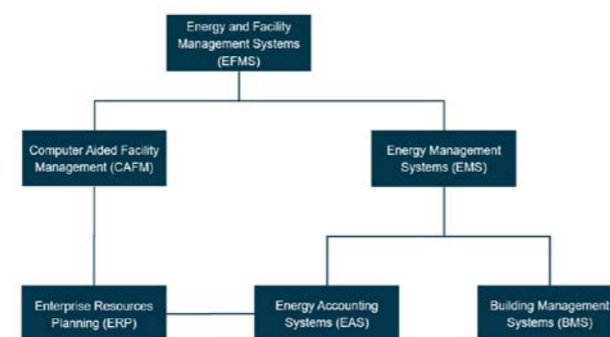 Energy and Facility
Management Systems
(EFMS)
Computer Aided Facility
Management (CAFM)
Energy Management
Systems (EMS)
Enterprise Resources
Planning (ERP)
Energy Accounting
Systems (EAS)
Building Management
Systems (BMS)